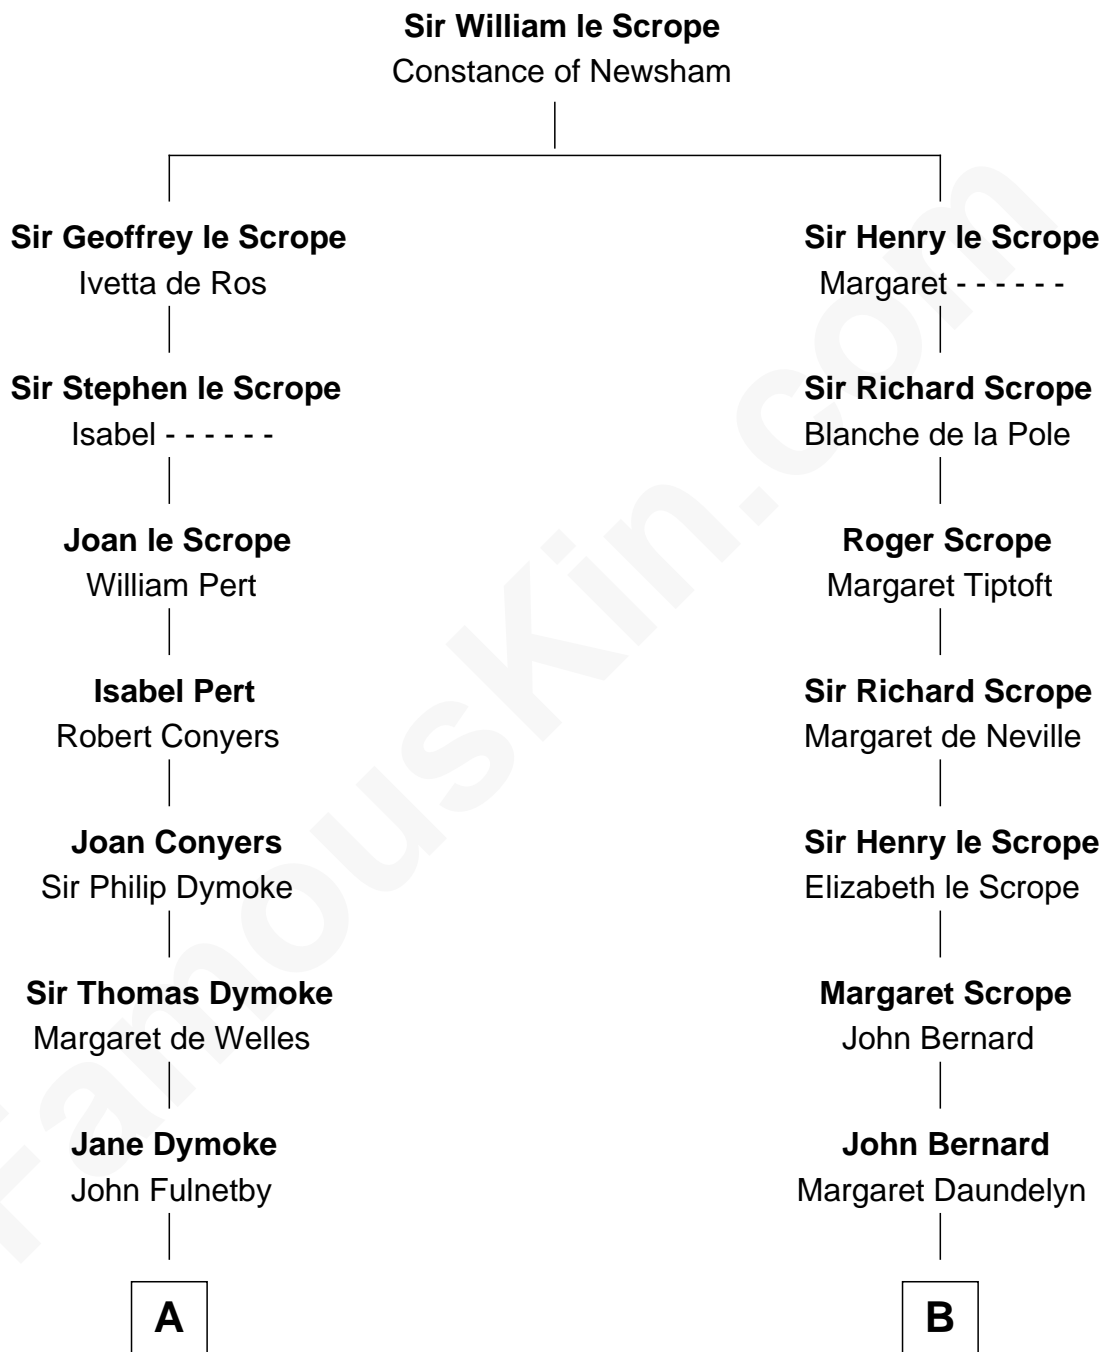 Sir William le Scrope
Constance of Newsham
Sir Geoffrey le Scrope
Ivetta de Ros
Sir Henry le Scrope
Margaret - - - - - -
Sir Stephen le Scrope
Isabel - - - - - -
Sir Richard Scrope
Blanche de la Pole
Joan le Scrope
William Pert
Roger Scrope
Margaret Tiptoft
Isabel Pert
Robert Conyers
Sir Richard Scrope
Margaret de Neville
Joan Conyers
Sir Philip Dymoke
Sir Henry le Scrope
Elizabeth le Scrope
Sir Thomas Dymoke
Margaret de Welles
Margaret Scrope
John Bernard
Jane Dymoke
John Fulnetby
John Bernard
Margaret Daundelyn
A
B
FamousKin.com